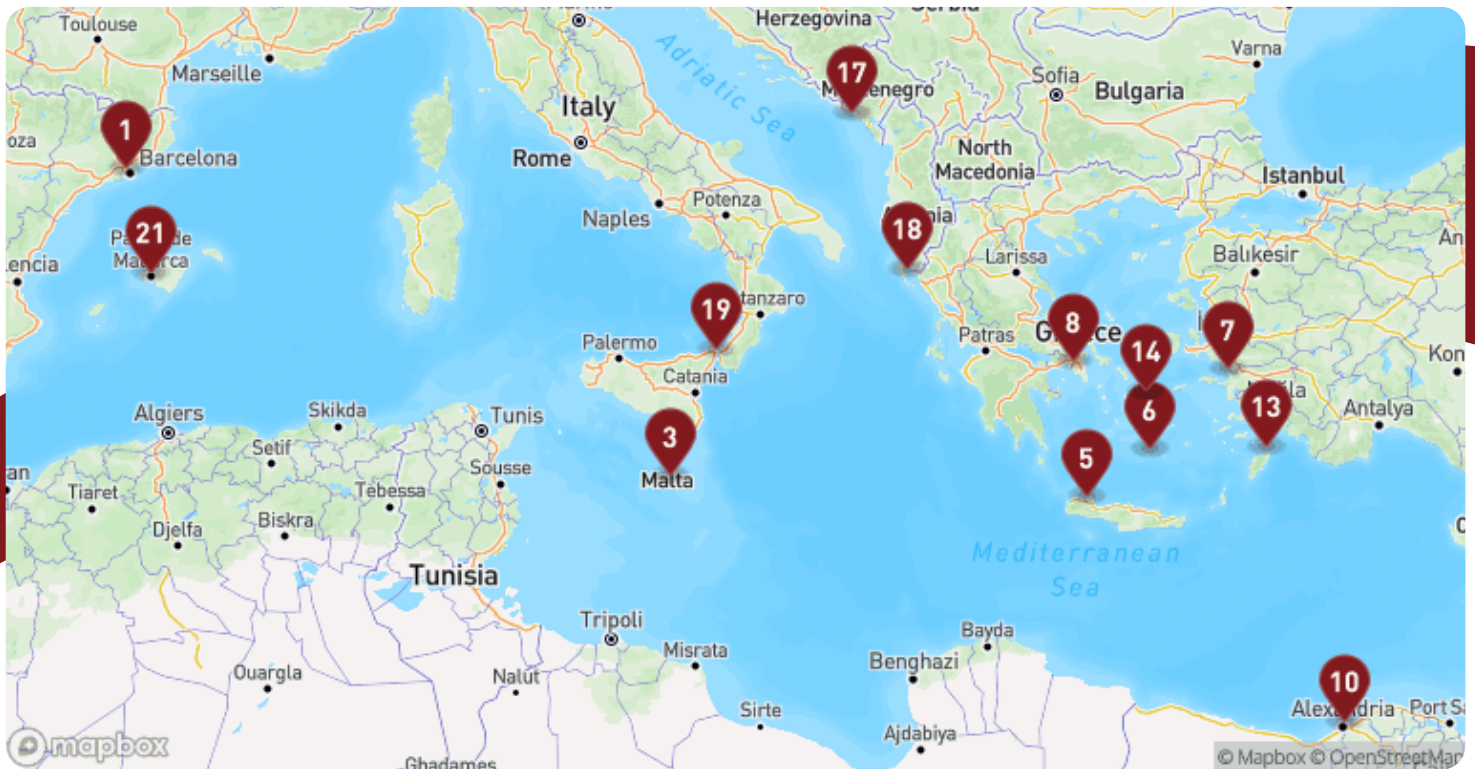 Toulouse
Marseille
1
Barcelona
21
Herzegovina
Adriatic Sea
17
Italy
Rome
Naples
Potenza
Sofia
Varna
Bulgaria
North
Macedonia
Istanbul
18
Larissa
Balıkesir
19
Palermo
Catania
3
Malta
Patras
8
14
6
7
13
5
Antalya
Algiers
Skikda
Setif
Tunis
Sousse
Tiaret
Tebessa
Djelfa
Biskra
Tunisia
Mediterranean
Sea
Tripoli
Misrata
Ouargla
Nalut
Sirte
Bayda
Benghazi
Ajdabiya
10
Port
Ghadames
mapbox
© Mapbox © OpenStreetMap